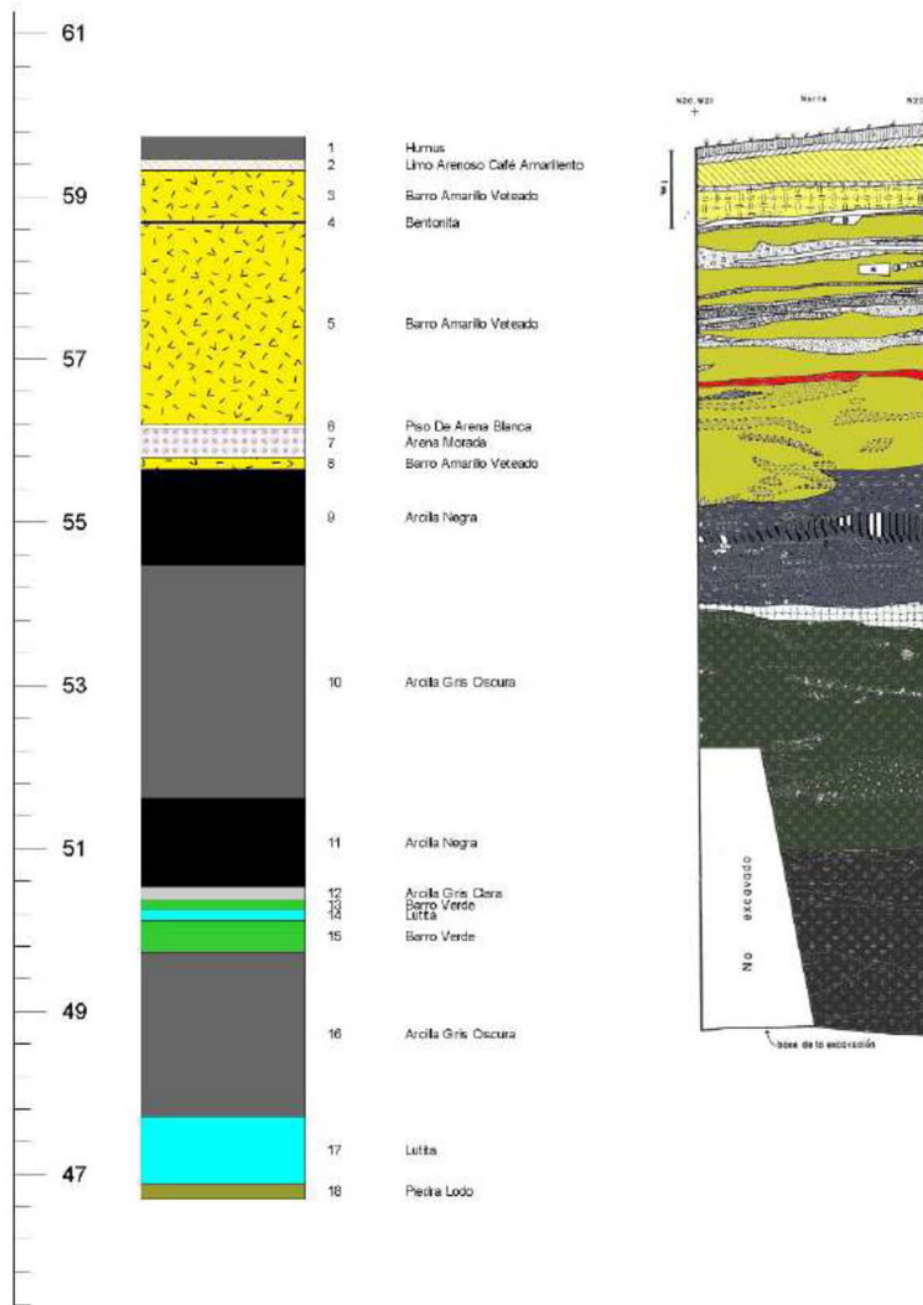 61
59
57
55
53
51
49
47
1 Humus
2 Limo Arenoso Café Amarillento
3 Barro Amarillo Veteado
4 Bentonita
5 Barro Amarillo Veteado
6 Piso De Arena Blanca
7 Arena Morada
8 Barro Amarillo Veteado
9 Arcilla Negra
10 Arcilla Gris Oscura
11 Arcilla Negra
12 Arcilla Gris Clara
13 Barro Verde
14 Lutita
15 Barro Verde
16 Arcilla Gris Oscura
17 Lutita
18 Piedra Lodo
Norte
No excavado
base de la excavación